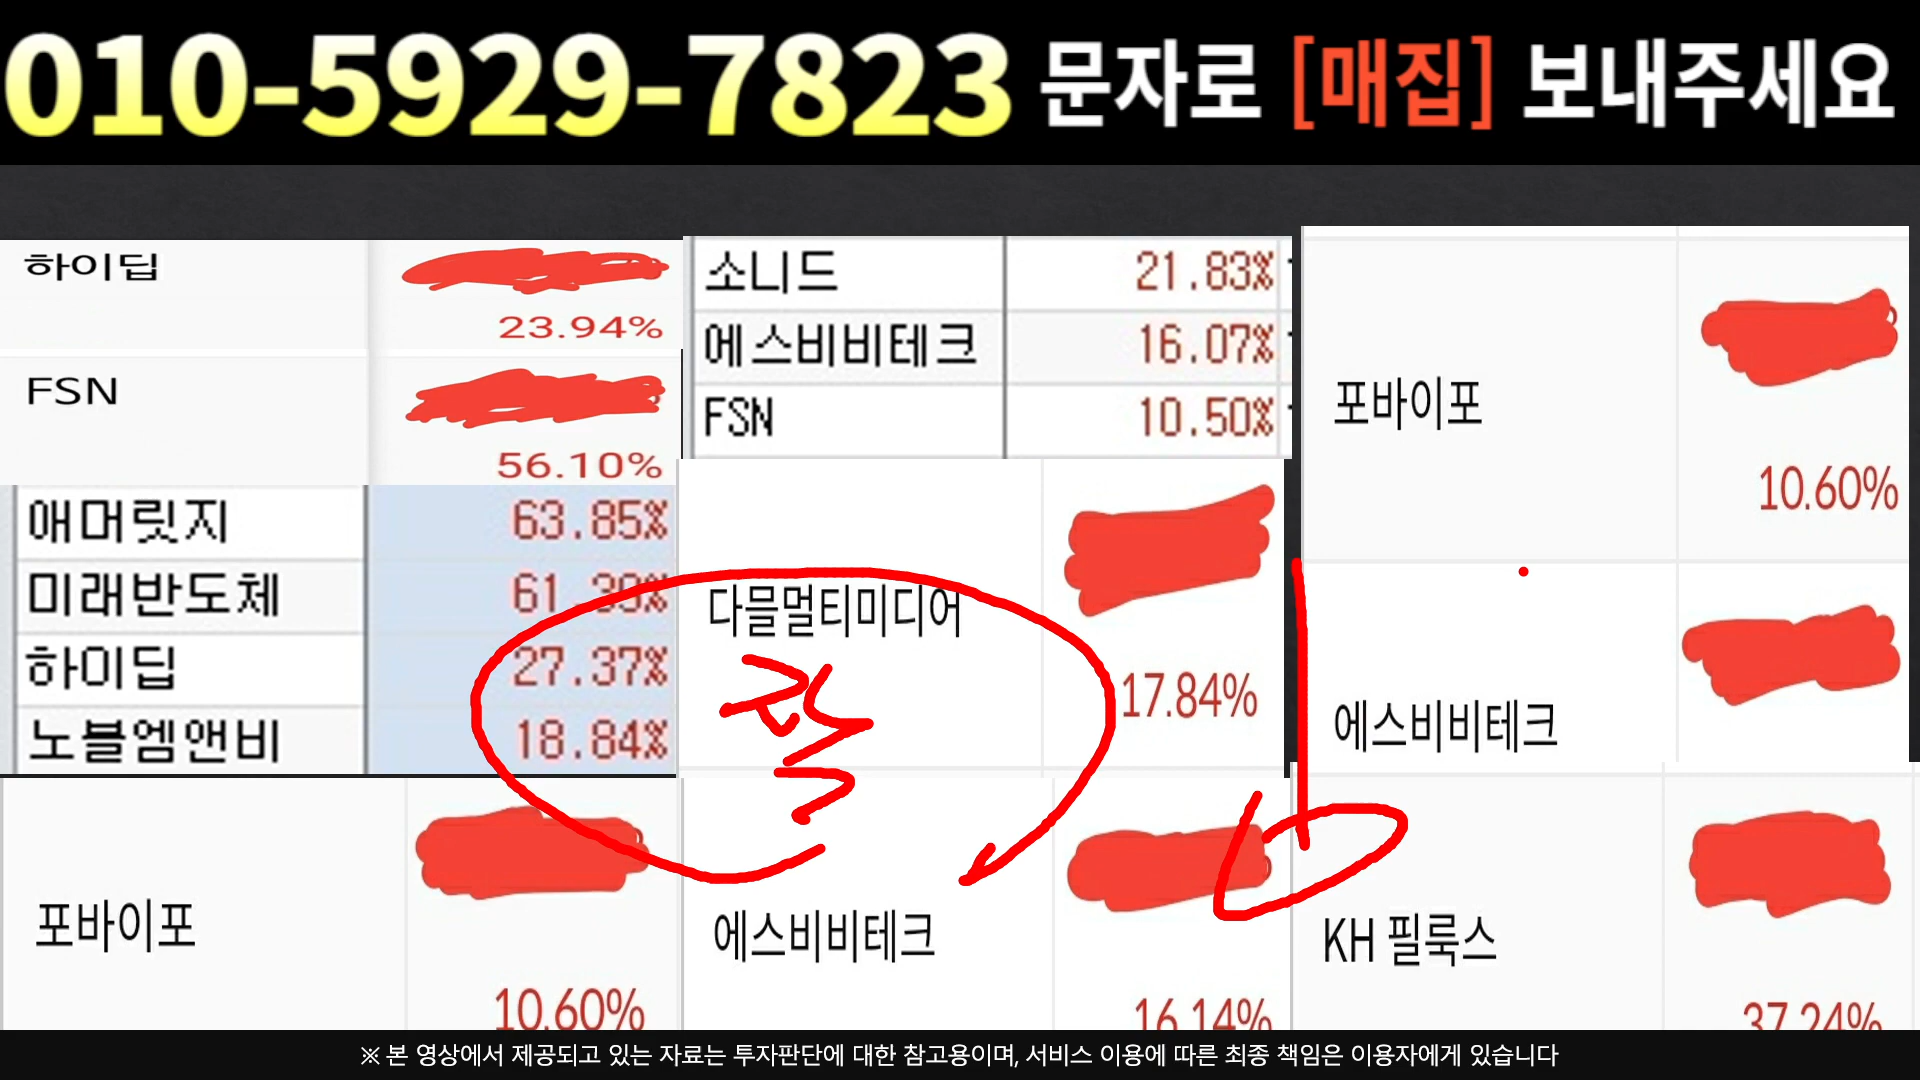 010-5929-7823 문자로 [매집] 보내주세요
하이딥
23.94%
FSN
56.10%
애머릿지 63.85%
미래반도체 61.39%
하이딥 27.37%
노블엠앤비 18.84%
소니드 21.83%
에스비비테크 16.07%
FSN 10.50%
다믈멀티미디어
17.84%
포바이포
10.60%
에스비비테크
포바이포
10.60%
에스비비테크
16.14%
KH 필룩스
37.24%
※ 본 영상에서 제공되고 있는 자료는 투자판단에 대한 참고용이며, 서비스 이용에 따른 최종 책임은 이용자에게 있습니다